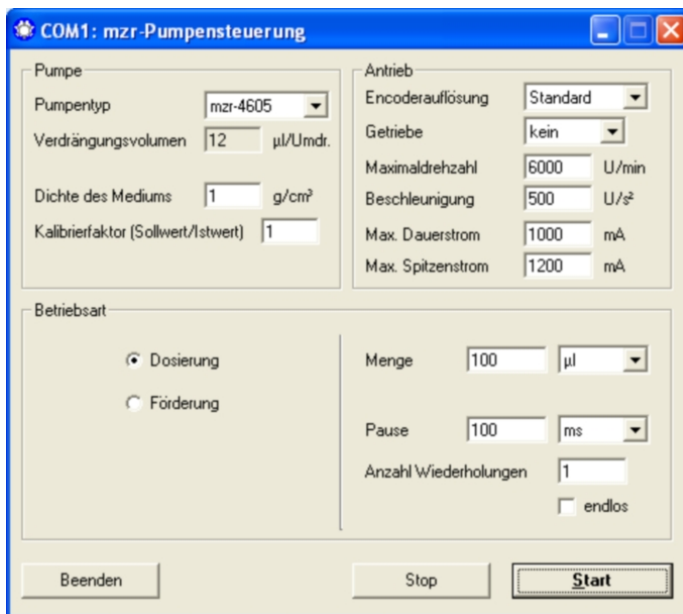 COM1: mzr-Pumpensteuerung
Pumpe
Pumpentyp mzr-4605
Verdrängungsvolumen 12 µl/Umdr.
Dichte des Mediums 1 g/cm³
Kalibrierfaktor (Sollwert/Istwert) 1
Antrieb
Encoderauflösung Standard
Getriebe kein
Maximaldrehzahl 6000 U/min
Beschleunigung 500 U/s²
Max. Dauerstrom 1000 mA
Max. Spitzenstrom 1200 mA
Betriebsart
Dosierung
Förderung
Menge 100 µl
Pause 100 ms
Anzahl Wiederholungen 1
endlos
Beenden Stop Start